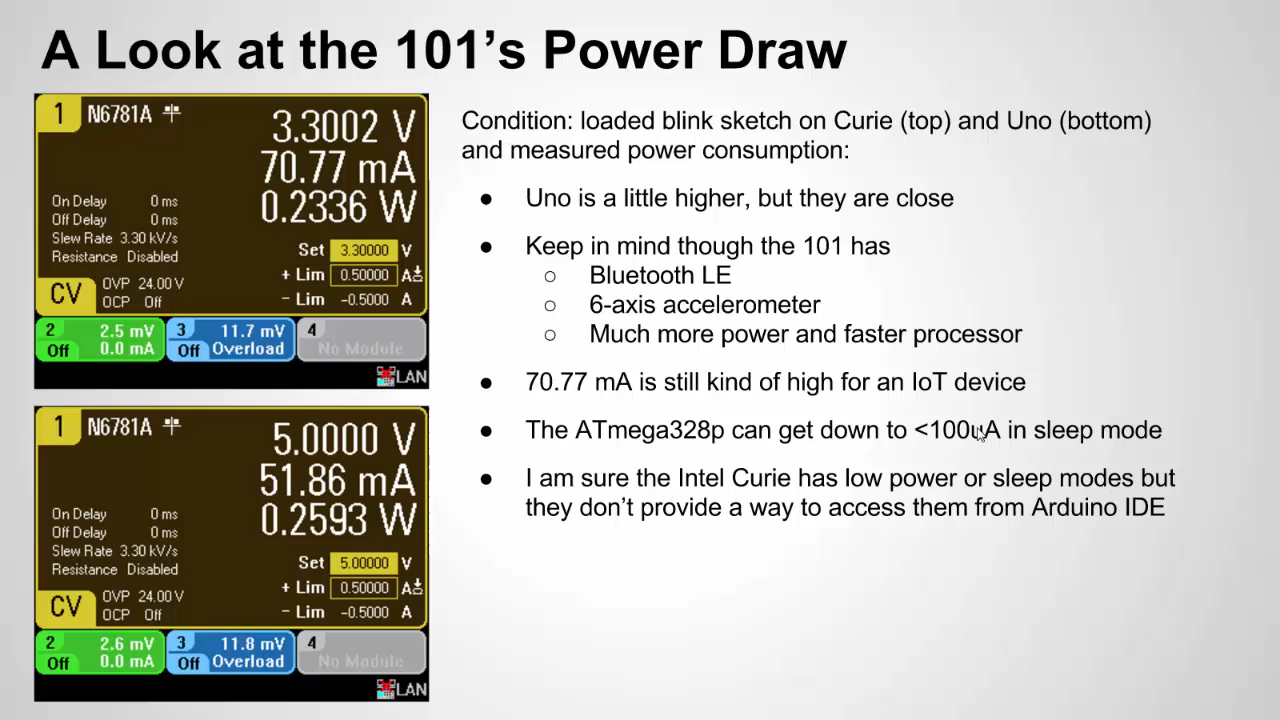 A Look at the 101's Power Draw
1 N6781A
3.3002 V
70.77 mA
0.2336 W
On Delay 0 ms
Off Delay 0 ms
Slew Rate 3.30 kV/s
Resistance Disabled
Set 3.30000 V
+ Lim 0.50000 A
− Lim −0.5000 A
CV OVP 24.00 V
OCP Off
2 2.5 mV 3 11.7 mV 4
Off 0.0 mA Off Overload No Module
LAN
1 N6781A
5.0000 V
51.86 mA
0.2593 W
On Delay 0 ms
Off Delay 0 ms
Slew Rate 3.30 kV/s
Resistance Disabled
Set 5.00000 V
+ Lim 0.50000 A
− Lim −0.5000 A
CV OVP 24.00 V
OCP Off
2 2.6 mV 3 11.8 mV 4
Off 0.0 mA Off Overload No Module
LAN
Condition: loaded blink sketch on Curie (top) and Uno (bottom)
and measured power consumption:
● Uno is a little higher, but they are close
● Keep in mind though the 101 has
○ Bluetooth LE
○ 6-axis accelerometer
○ Much more power and faster processor
● 70.77 mA is still kind of high for an IoT device
● The ATmega328p can get down to <100uA in sleep mode
● I am sure the Intel Curie has low power or sleep modes but
they don't provide a way to access them from Arduino IDE